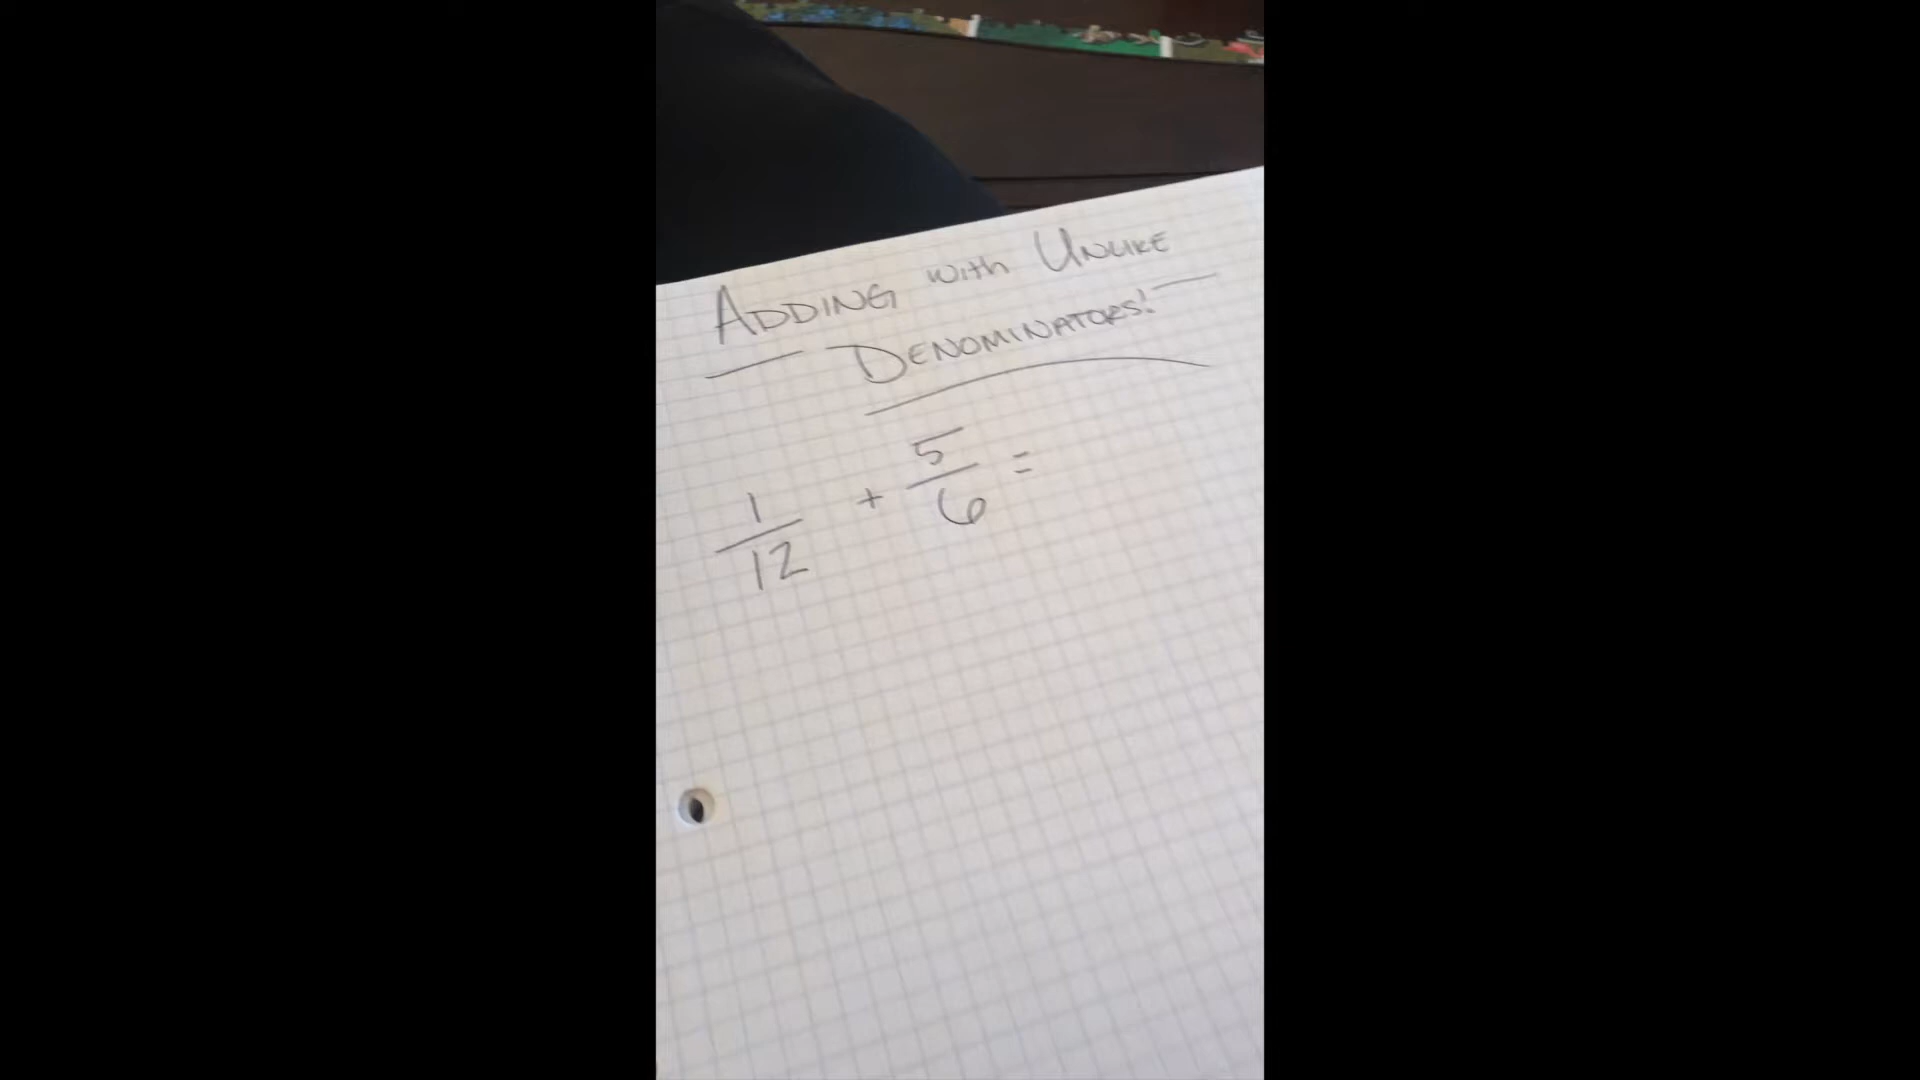 ADDING with UNLIKE
DENOMINATORS!
1/12 + 5/6 =